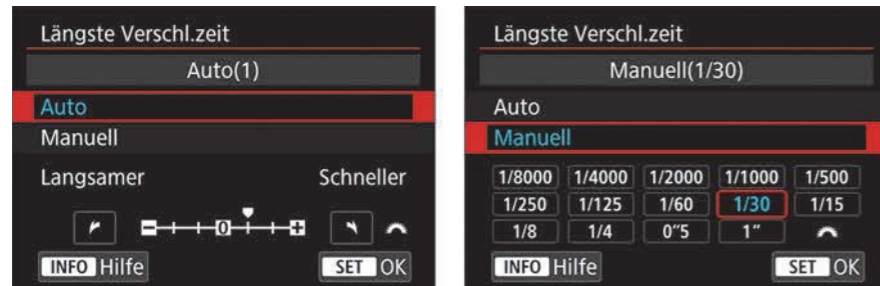 Längste Verschl.zeit
Auto(1)
Auto
Manuell
Langsamer Schneller
0
INFO Hilfe SET OK
Längste Verschl.zeit
Manuell(1/30)
Auto
Manuell
1/8000 1/4000 1/2000 1/1000 1/500
1/250 1/125 1/60 1/30 1/15
1/8 1/4 0"5 1"
INFO Hilfe SET OK